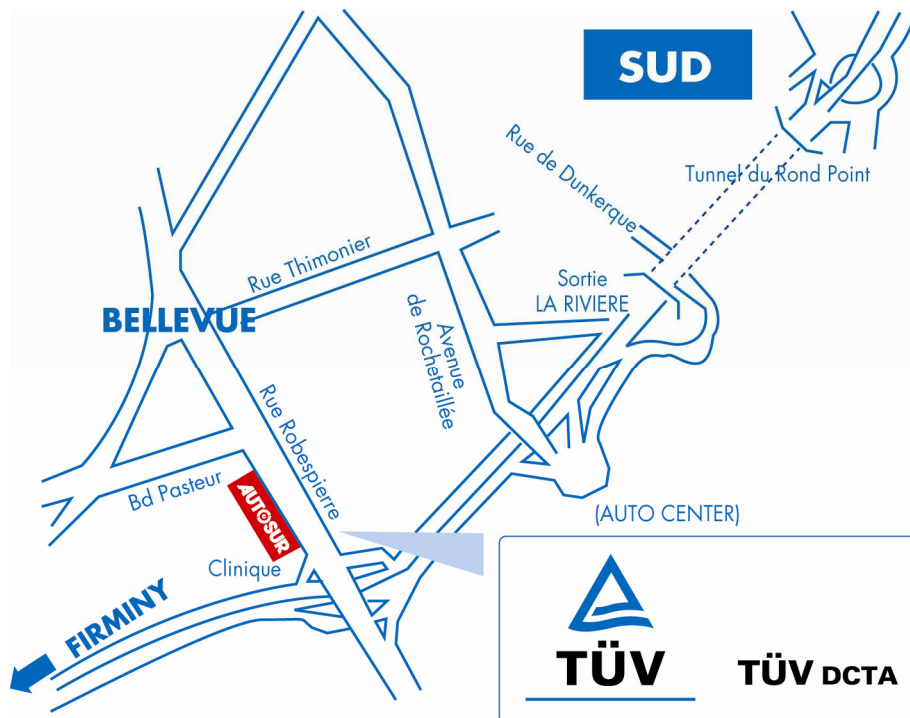 SUD
Rue de Dunkerque
Tunnel du Rond Point
Rue Thimonier
Sortie
LA RIVIERE
BELLEVUE
Avenue
de Rochetaillée
Rue Robespierre
Bd Pasteur
AUTOSUR
(AUTO CENTER)
Clinique
FIRMINY
TÜV
TÜV DCTA